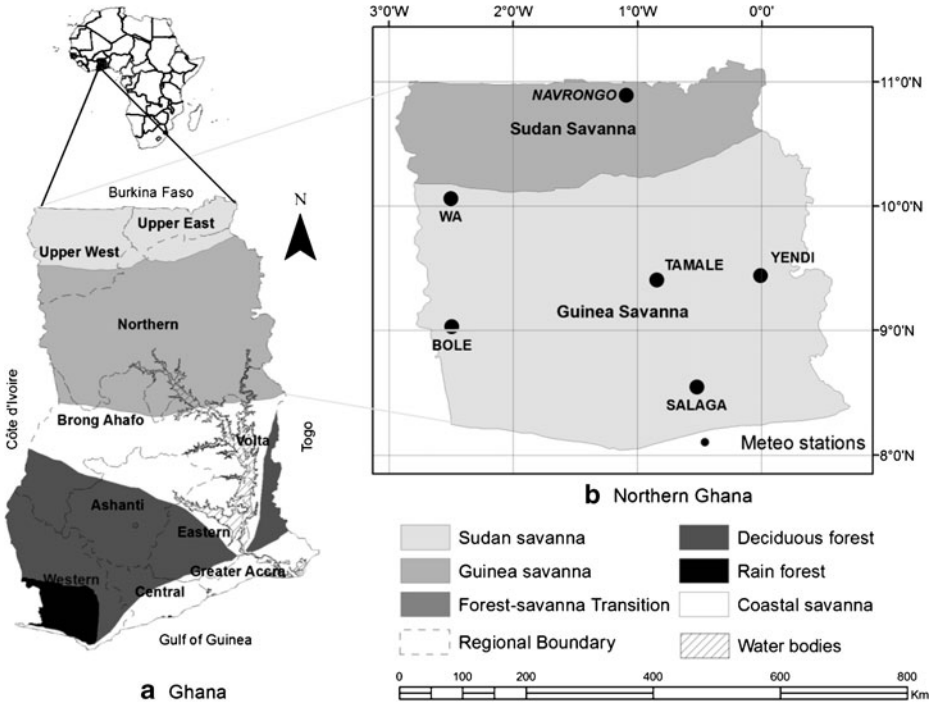 3°0'W 2°0'W 1°0'W 0°0'
11°0'N
NAVRONGO
Sudan Savanna
10°0'N
WA
TAMALE
YENDI
Guinea Savanna
9°0'N
BOLE
SALAGA
Meteo stations
8°0'N
b Northern Ghana
Burkina Faso
N
Upper East
Upper West
Northern
Côte d'Ivoire
Brong Ahafo
Volta
Togo
Ashanti
Eastern
Western
Greater Accra
Central
Gulf of Guinea
a Ghana
Sudan savanna
Guinea savanna
Forest-savanna Transition
Regional Boundary
Deciduous forest
Rain forest
Coastal savanna
Water bodies
0 100 200 400 600 800
Km